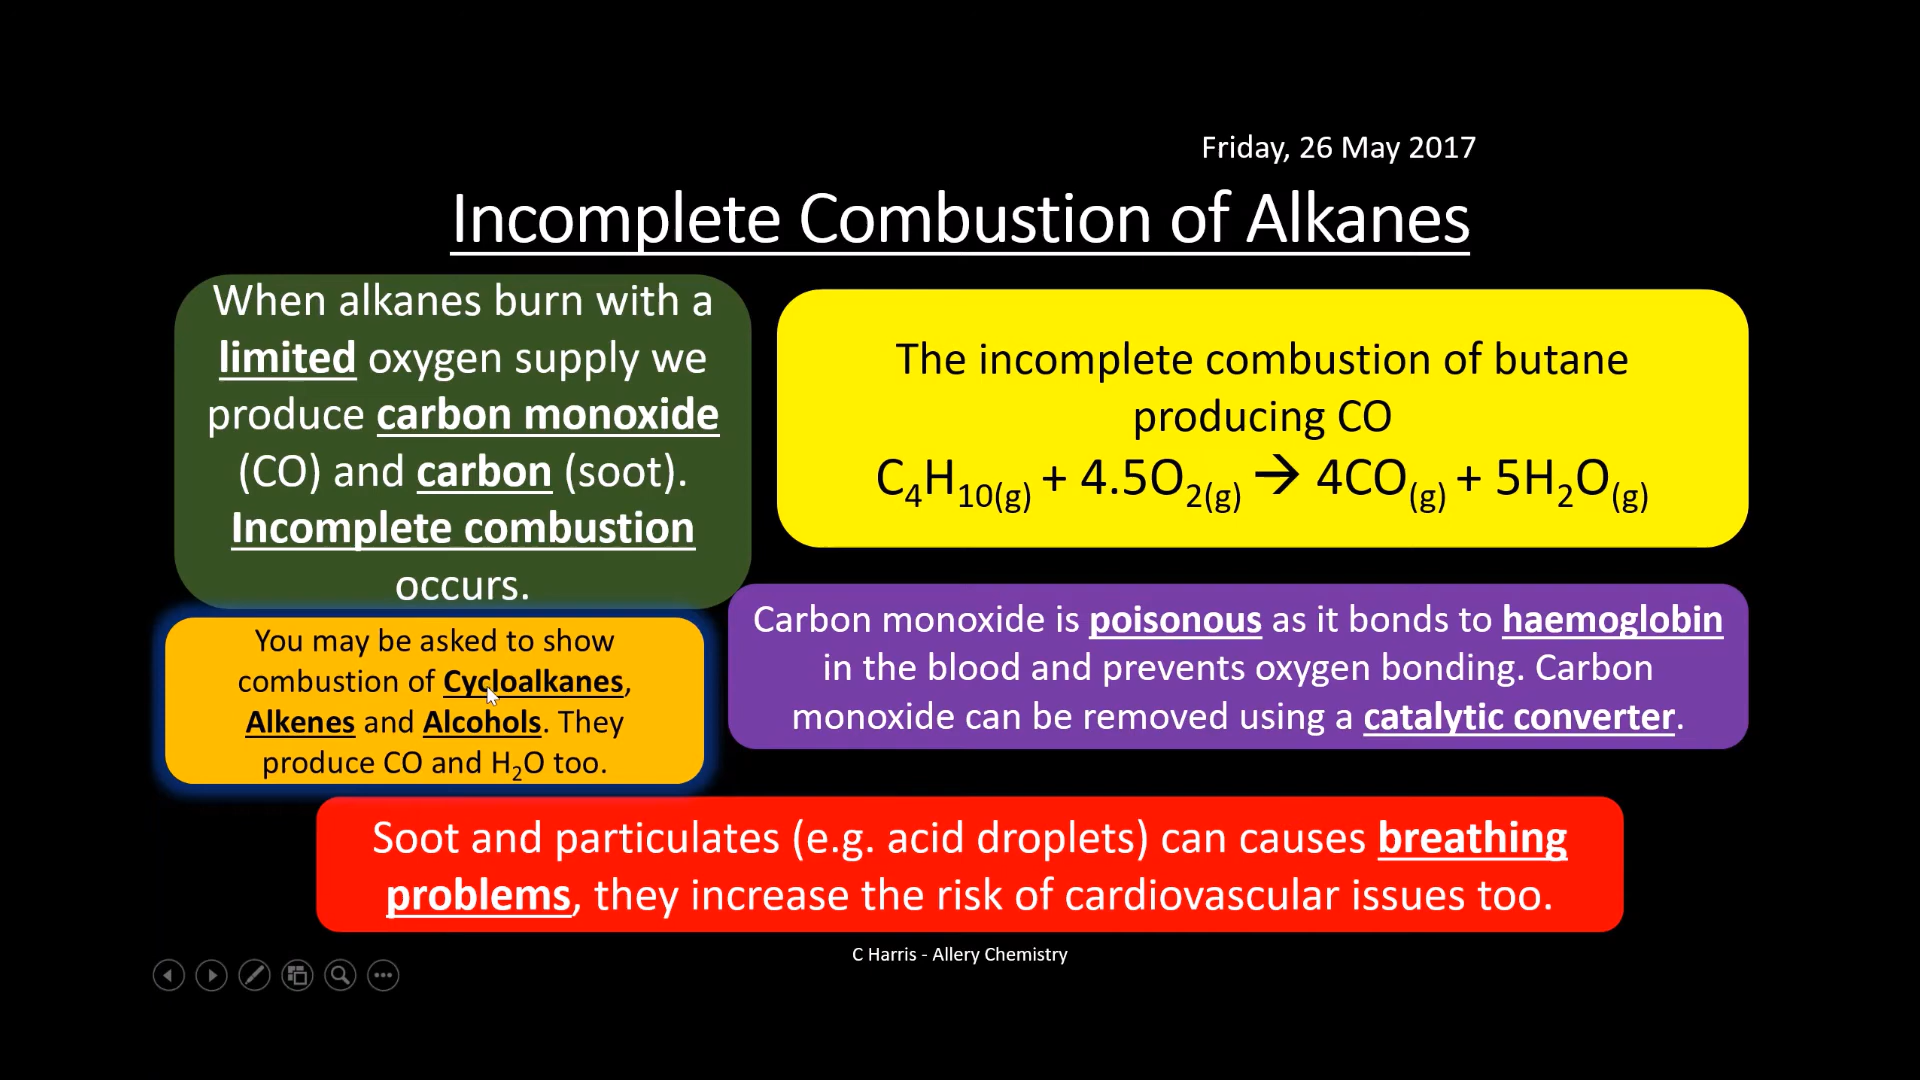 Friday, 26 May 2017
Incomplete Combustion of Alkanes
When alkanes burn with a
limited oxygen supply we
produce carbon monoxide
(CO) and carbon (soot).
Incomplete combustion
occurs.
The incomplete combustion of butane
producing CO
C₄H₁₀₍g₎ + 4.5O₂₍g₎ → 4CO₍g₎ + 5H₂O₍g₎
You may be asked to show
combustion of Cycloalkanes,
Alkenes and Alcohols. They
produce CO and H₂O too.
Carbon monoxide is poisonous as it bonds to haemoglobin
in the blood and prevents oxygen bonding. Carbon
monoxide can be removed using a catalytic converter.
Soot and particulates (e.g. acid droplets) can causes breathing
problems, they increase the risk of cardiovascular issues too.
C Harris - Allery Chemistry